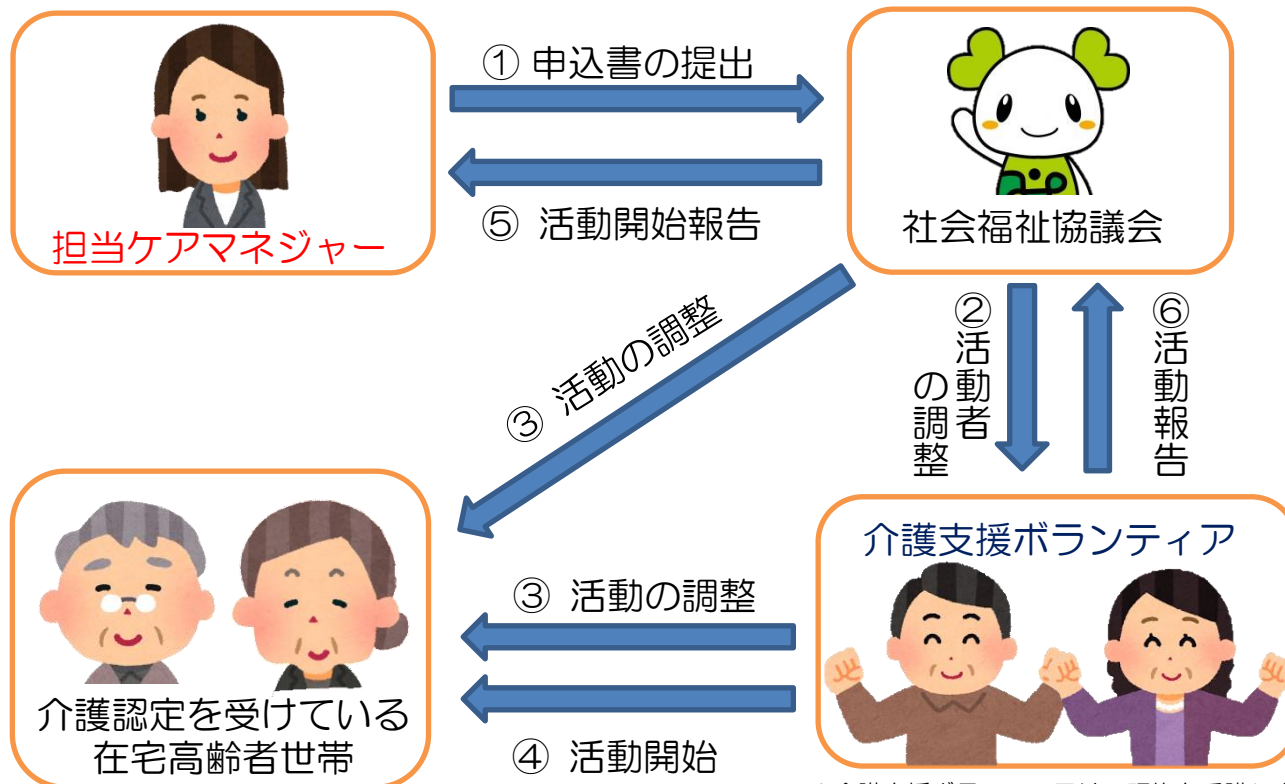 ① 申込書の提出
担当ケアマネジャー
⑤ 活動開始報告
社会福祉協議会
③ 活動の調整
②活動者
の調整
⑥活動報告
介護支援ボランティア
③ 活動の調整
④ 活動開始
介護認定を受けている
在宅高齢者世帯